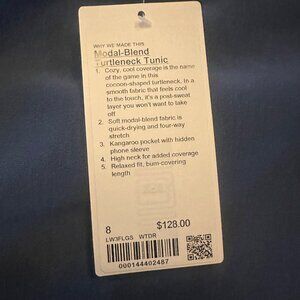 WHY WE MADE THIS
Modal-Blend
Turtleneck Tunic
1. Cozy, cool coverage is the name
of the game in this
cocoon-shaped turtleneck. In a
smooth fabric that feels cool
to the touch, it's a post-sweat
layer you won't want to take
off
2. Soft modal-blend fabric is
quick-drying and four-way
stretch
3. Kangaroo pocket with hidden
phone sleeve
4. High neck for added coverage
5. Relaxed fit, bum-covering
length
8 $128.00
LW3FLGS WTDR
000144402487